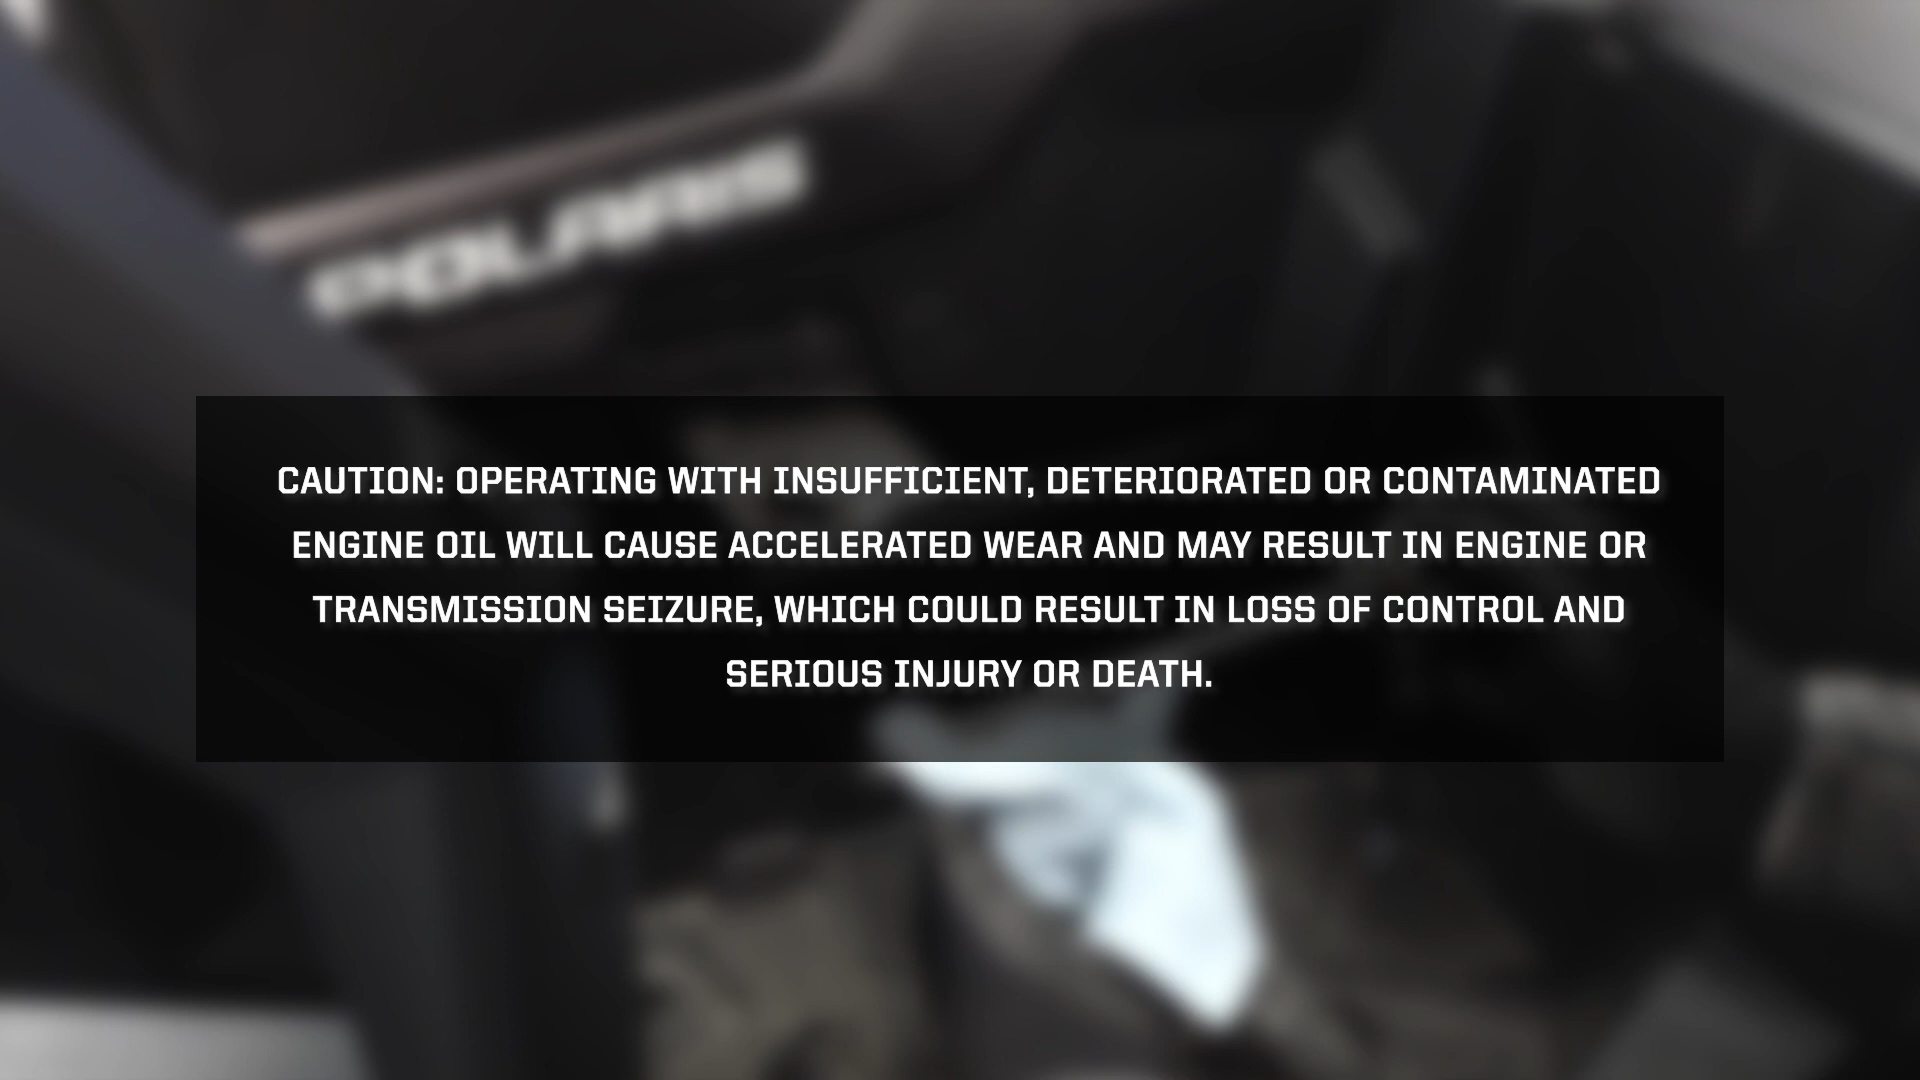 POLARIS
CAUTION: OPERATING WITH INSUFFICIENT, DETERIORATED OR CONTAMINATED
ENGINE OIL WILL CAUSE ACCELERATED WEAR AND MAY RESULT IN ENGINE OR
TRANSMISSION SEIZURE, WHICH COULD RESULT IN LOSS OF CONTROL AND
SERIOUS INJURY OR DEATH.